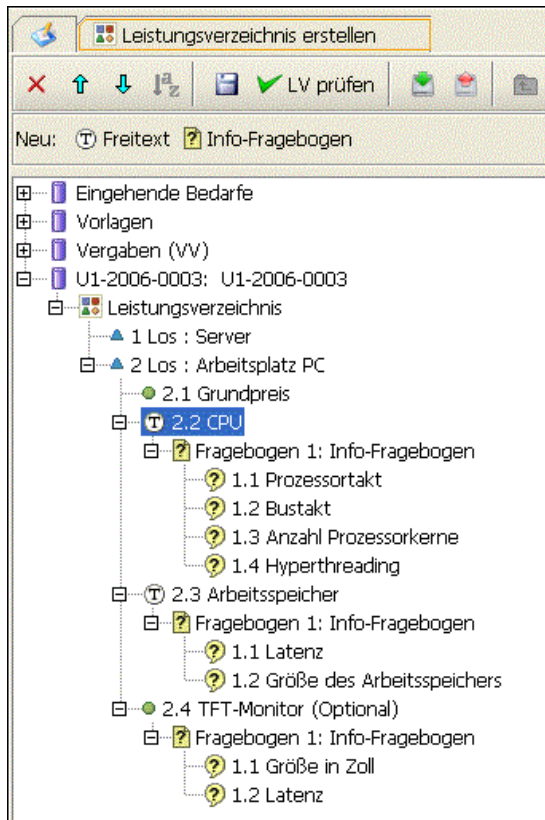 Leistungsverzeichnis erstellen
LV prüfen
Neu: Freitext Info-Fragebogen
Eingehende Bedarfe
Vorlagen
Vergaben (VV)
U1-2006-0003: U1-2006-0003
Leistungsverzeichnis
1 Los : Server
2 Los : Arbeitsplatz PC
2.1 Grundpreis
T 2.2 CPU
Fragebogen 1: Info-Fragebogen
1.1 Prozessortakt
1.2 Bustakt
1.3 Anzahl Prozessorkerne
1.4 Hyperthreading
T 2.3 Arbeitsspeicher
Fragebogen 1: Info-Fragebogen
1.1 Latenz
1.2 Größe des Arbeitsspeichers
2.4 TFT-Monitor (Optional)
Fragebogen 1: Info-Fragebogen
1.1 Größe in Zoll
1.2 Latenz